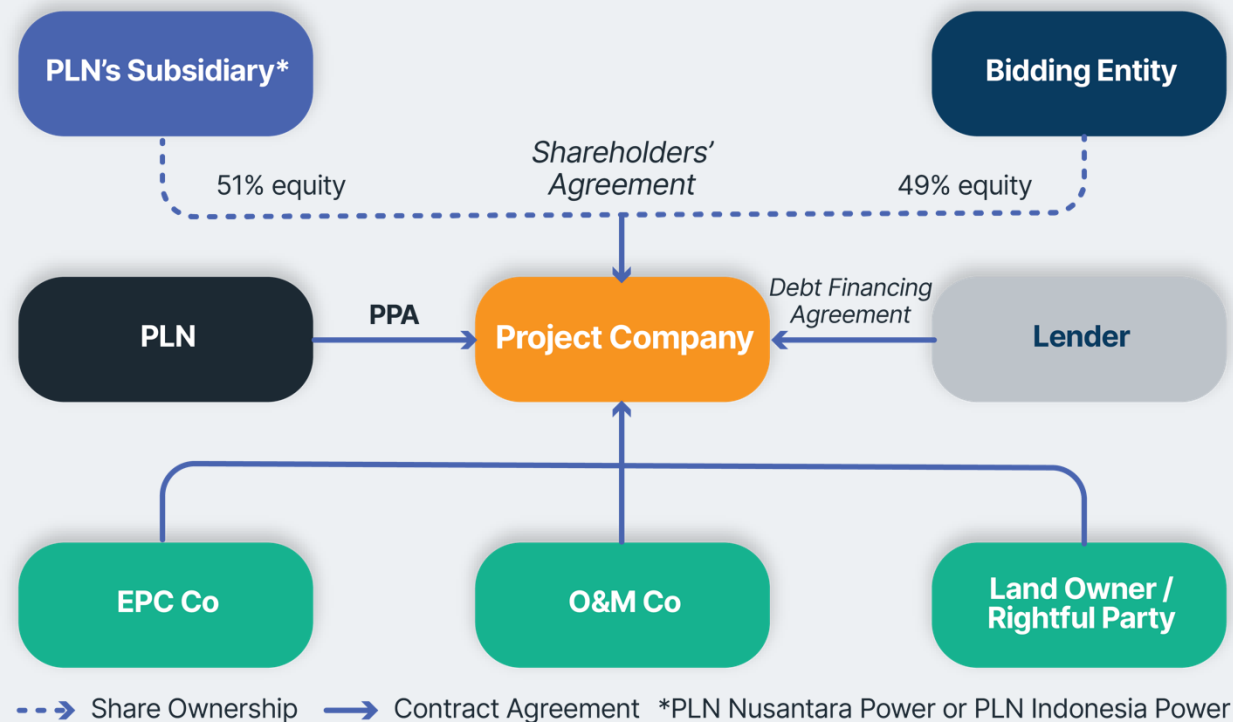 PLN's Subsidiary*
Bidding Entity
Shareholders'
Agreement
51% equity
49% equity
PLN
PPA
Project Company
Debt Financing
Agreement
Lender
EPC Co
O&M Co
Land Owner /
Rightful Party
Share Ownership
Contract Agreement
*PLN Nusantara Power or PLN Indonesia Power